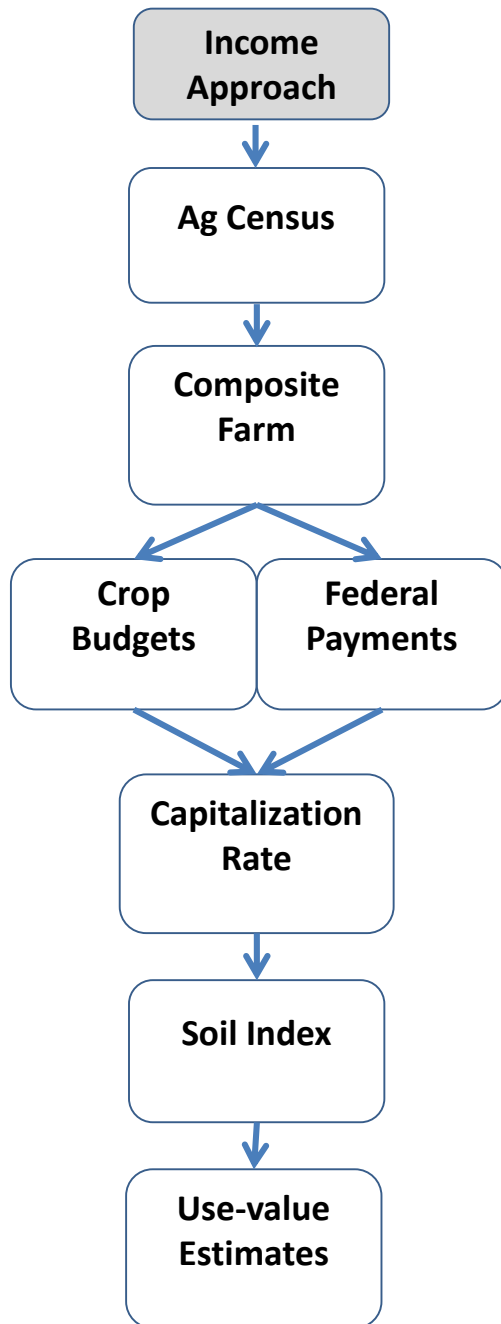 Income
Approach
Ag Census
Composite
Farm
Crop
Budgets
Federal
Payments
Capitalization
Rate
Soil Index
Use-value
Estimates